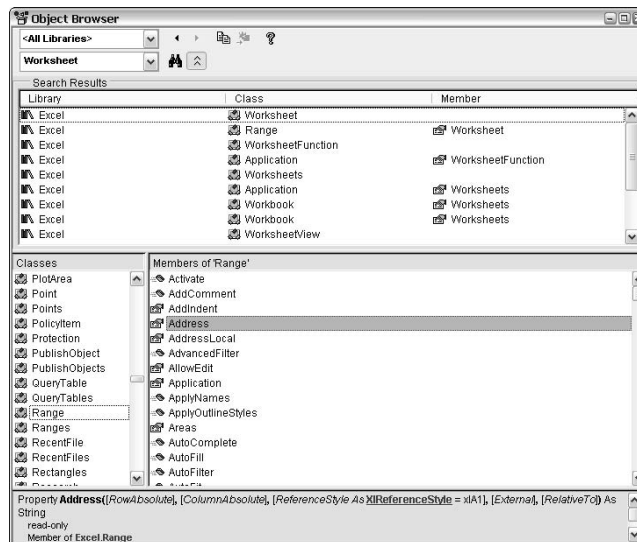 Object Browser
<All Libraries>
Worksheet
Search Results
Library Class Member
Excel Worksheet
Excel Range Worksheet
Excel WorksheetFunction
Excel Application WorksheetFunction
Excel Worksheets
Excel Application Worksheets
Excel Workbook Worksheets
Excel Workbook Worksheets
Excel WorksheetView
Classes Members of 'Range'
PlotArea Activate
Point AddComment
Points AddIndent
PolicyItem Address
Protection AddressLocal
PublishObject AdvancedFilter
PublishObjects AllowEdit
QueryTable Application
QueryTables ApplyNames
Range ApplyOutlineStyles
Ranges Areas
RecentFile AutoComplete
RecentFiles AutoFill
Rectangles AutoFilter
Property Address([RowAbsolute], [ColumnAbsolute], [ReferenceStyle As XlReferenceStyle = xlA1], [External], [RelativeTo]) As
String
read-only
Member of Excel.Range